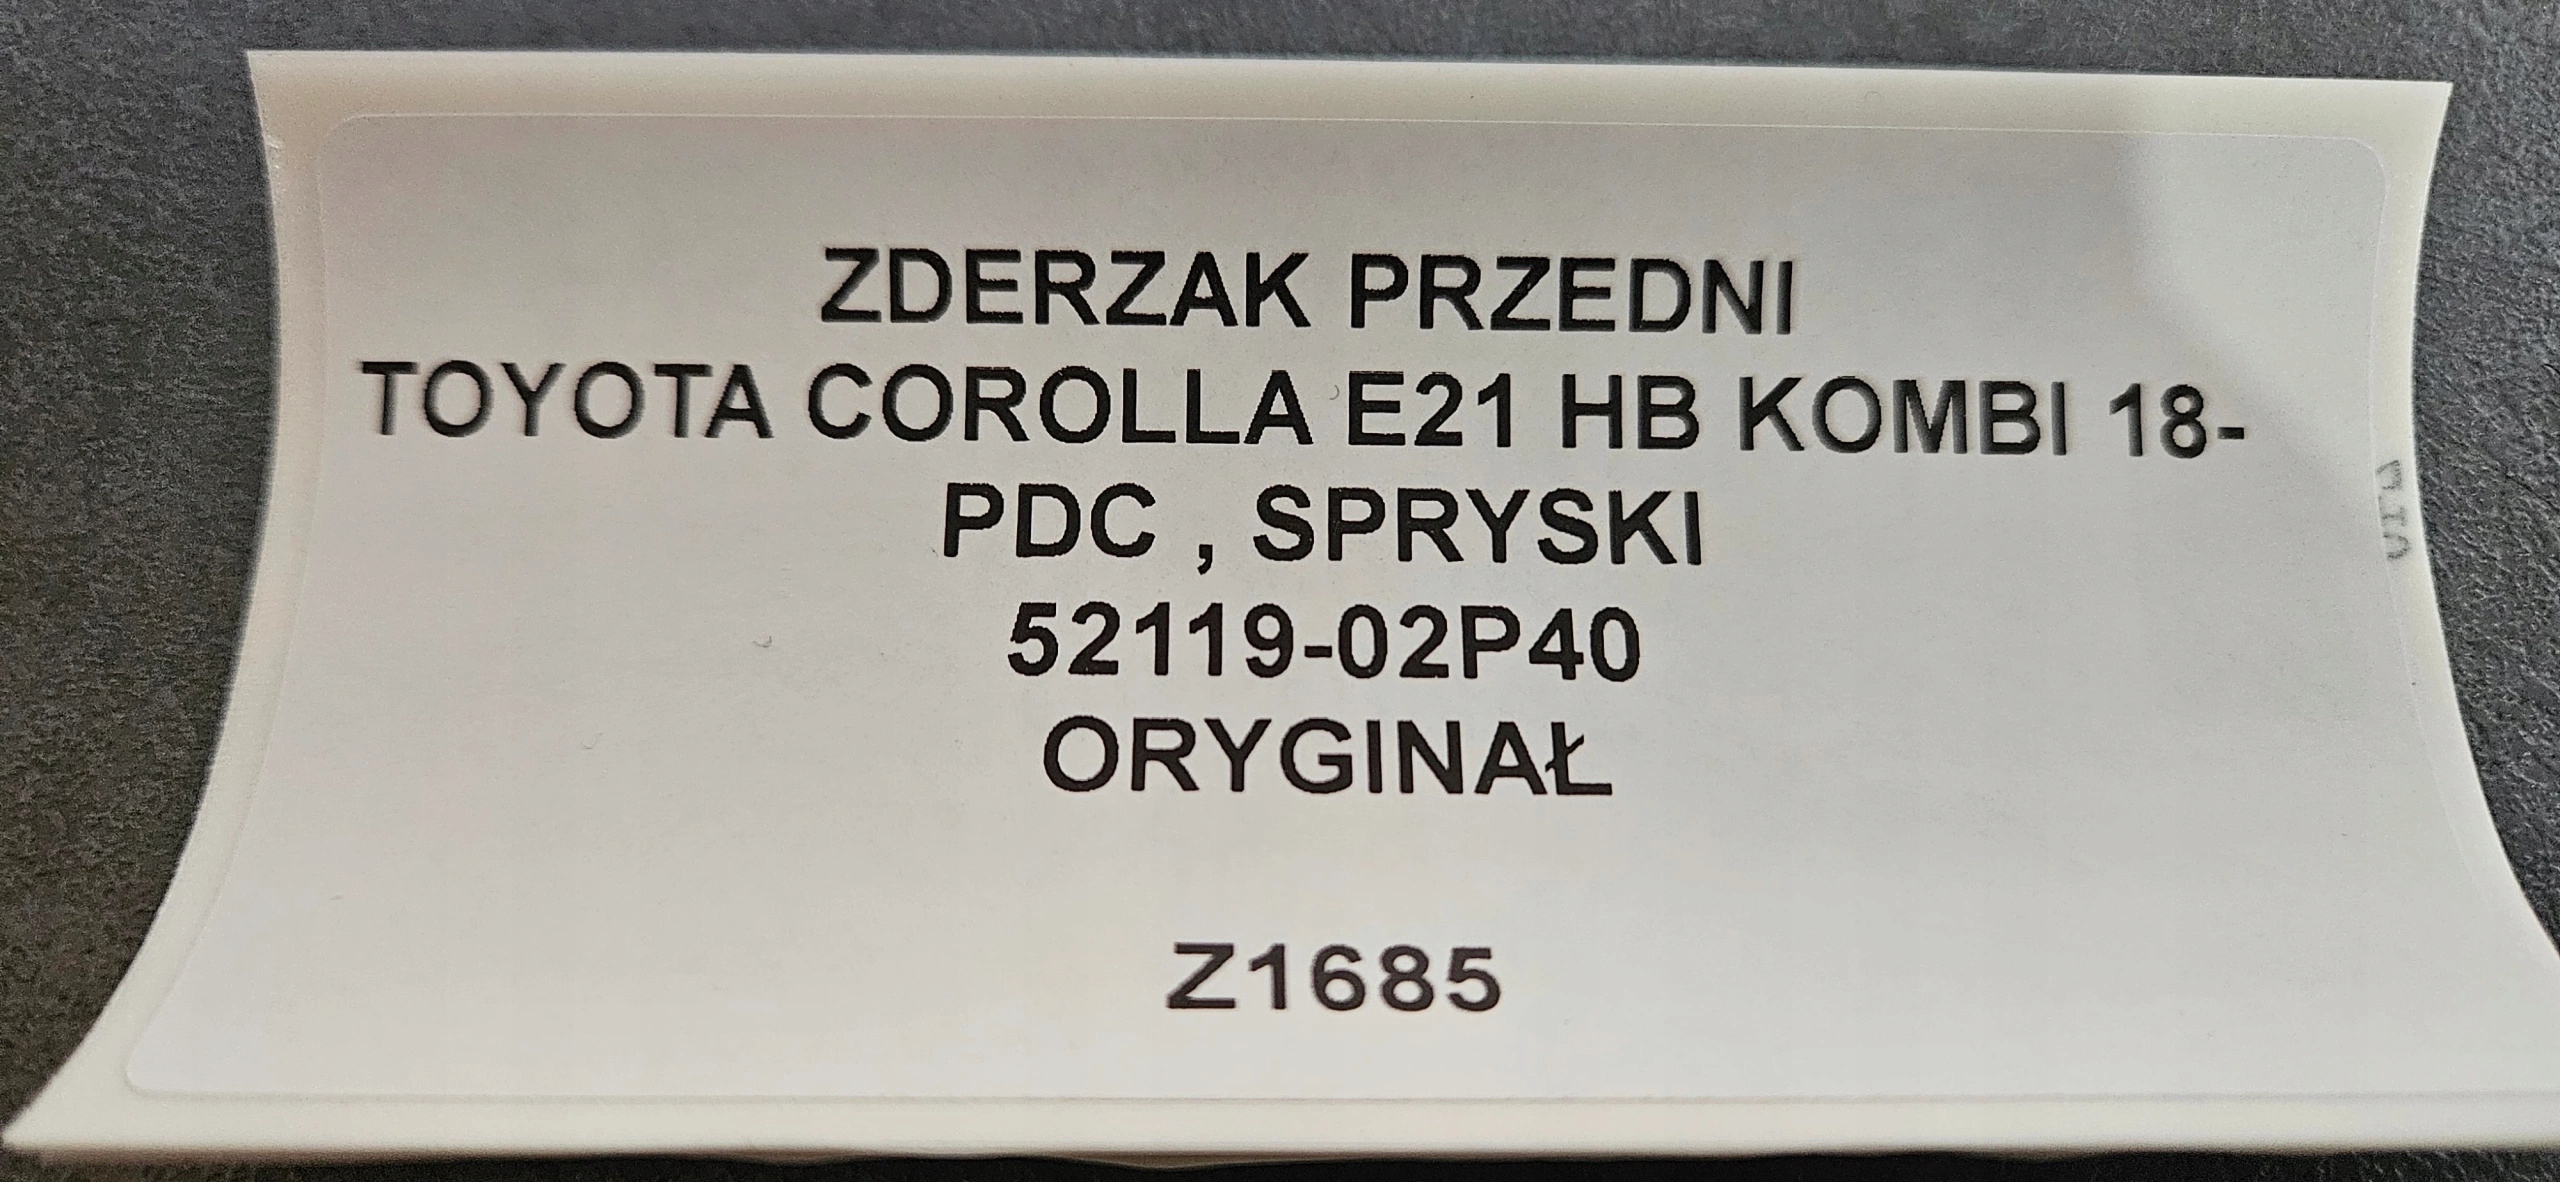 ZDERZAK PRZEDNI
TOYOTA COROLLA E21 HB KOMBI 18-
PDC , SPRYSKI
52119-02P40
ORYGINAŁ
Z1685